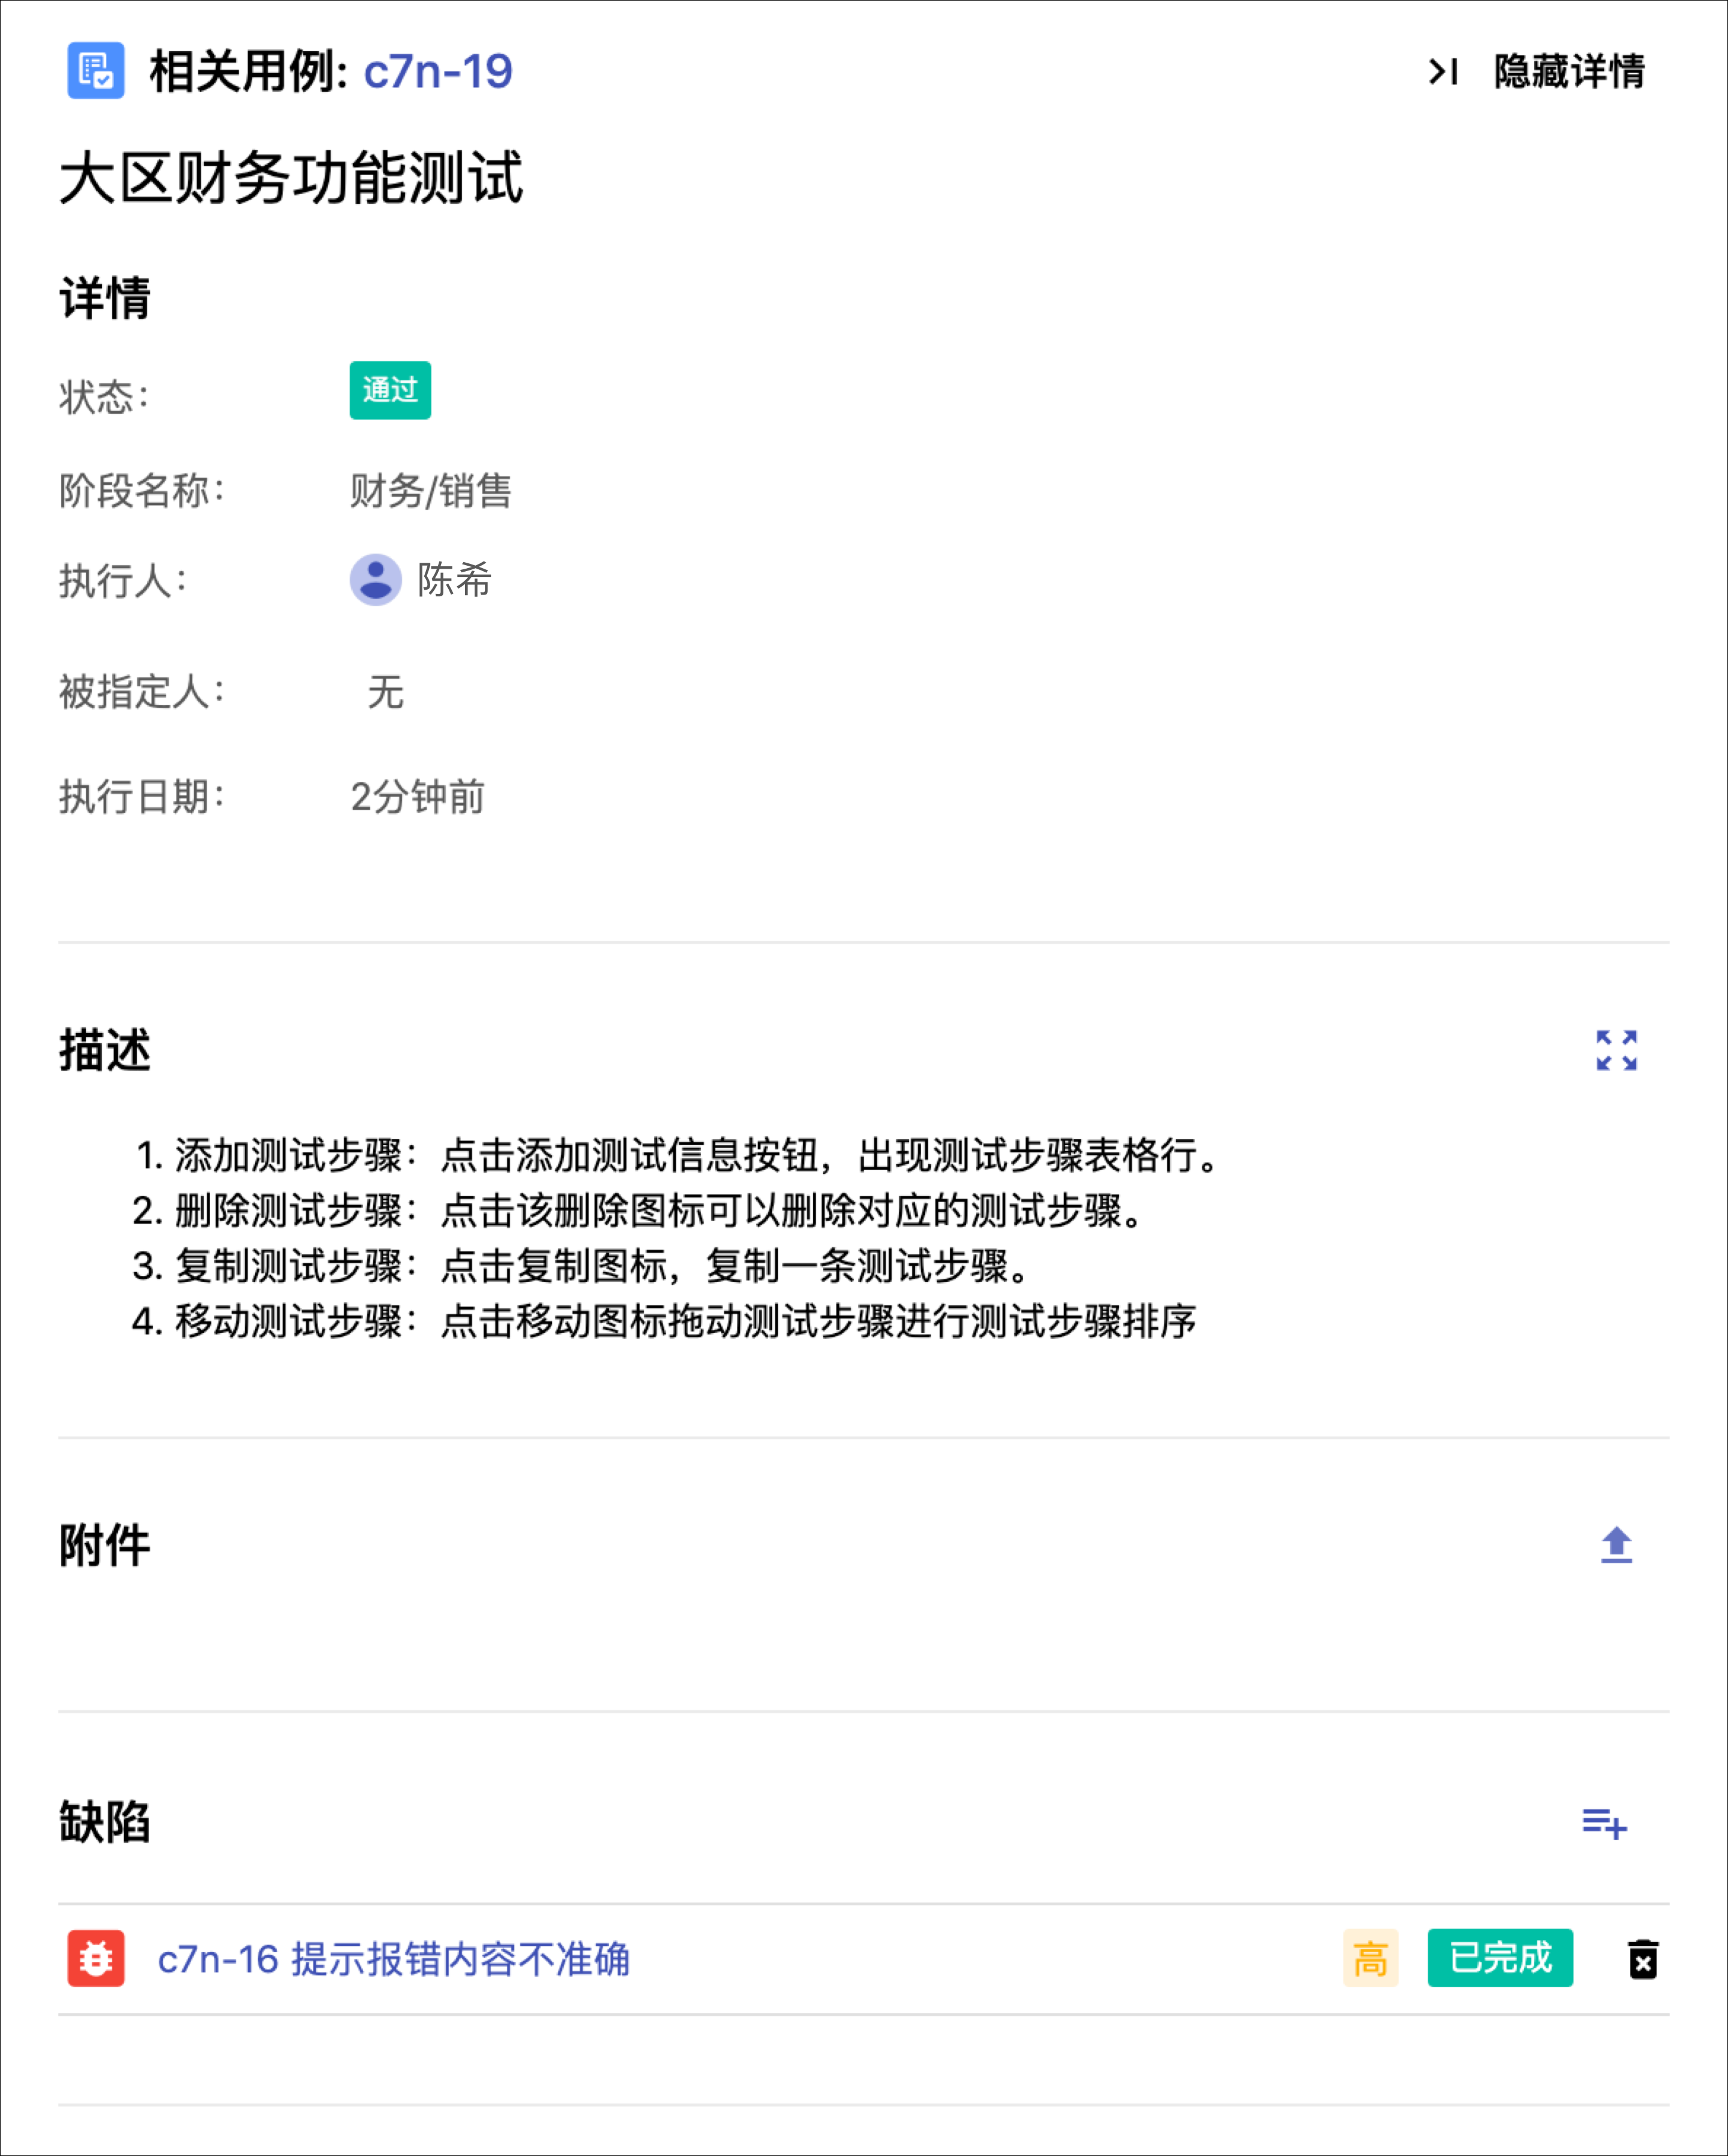 相关用例: c7n-19
隐藏详情
大区财务功能测试
详情
状态：
通过
阶段名称：
财务/销售
执行人：
陈希
被指定人：
无
执行日期：
2分钟前
描述
1. 添加测试步骤：点击添加测试信息按钮，出现测试步骤表格行。
2. 删除测试步骤：点击该删除图标可以删除对应的测试步骤。
3. 复制测试步骤：点击复制图标，复制一条测试步骤。
4. 移动测试步骤：点击移动图标拖动测试步骤进行测试步骤排序
附件
缺陷
c7n-16 提示报错内容不准确
高
已完成